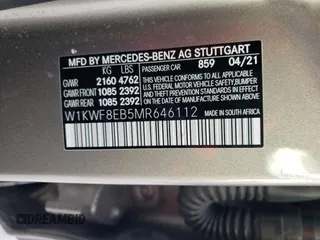 MFD. BY MERCEDES-BENZ AG STUTTGART
KG LBS PASSENGER CAR 859 04/21
GVWR 2160 4762
GAWR FRONT 1085 2392
GAWR REAR 1085 2392
THIS VEHICLE CONFORMS TO ALL APPLICABLE
U.S. FEDERAL MOTOR VEHICLE SAFETY, BUMPER,
AND THEFT PREVENTION STANDARDS IN EFFECT ON
THE DATE OF MANUFACTURE SHOWN ABOVE.
W1KWF8EB5MR646112 MADE IN SOUTH AFRICA
DREAMBID